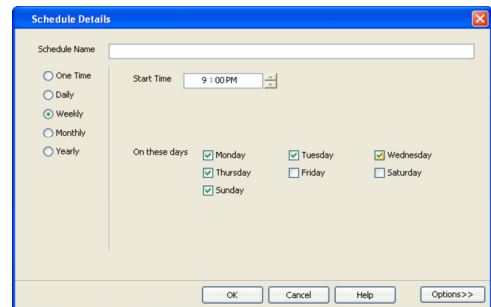 Schedule Details
Schedule Name
One Time
Start Time 9 : 00 PM
Daily
Weekly
Monthly
Yearly
On these days Monday Tuesday Wednesday
Thursday Friday Saturday
Sunday
OK Cancel Help Options>>